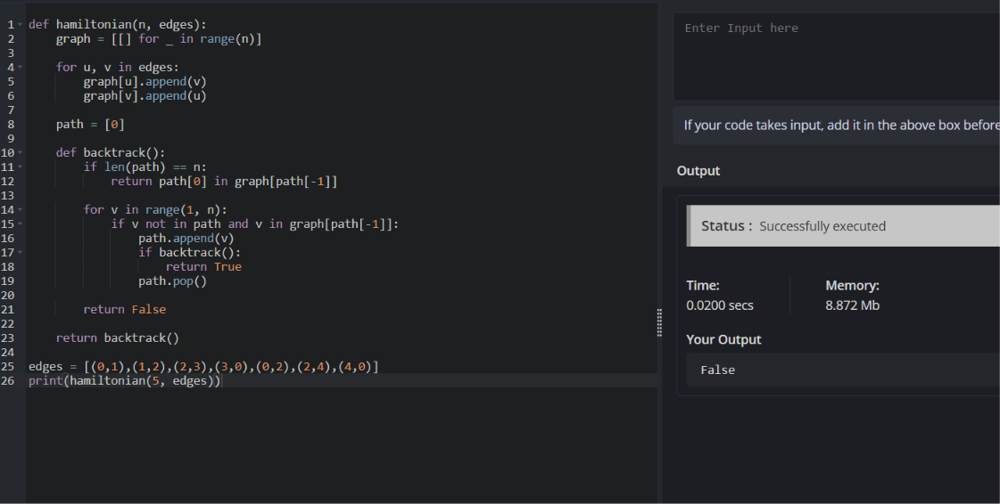 1 def hamiltonian(n, edges):
2     graph = [[] for _ in range(n)]
3
4     for u, v in edges:
5         graph[u].append(v)
6         graph[v].append(u)
7
8     path = [0]
9
10     def backtrack():
11         if len(path) == n:
12             return path[0] in graph[path[-1]]
13
14         for v in range(1, n):
15             if v not in path and v in graph[path[-1]]:
16                 path.append(v)
17                 if backtrack():
18                     return True
19                 path.pop()
20
21         return False
22
23     return backtrack()
24
25 edges = [(0,1),(1,2),(2,3),(3,0),(0,2),(2,4),(4,0)]
26 print(hamiltonian(5, edges))
Enter Input here
If your code takes input, add it in the above box before
Output
Status : Successfully executed
Time: Memory:
0.0200 secs 8.872 Mb
Your Output
False